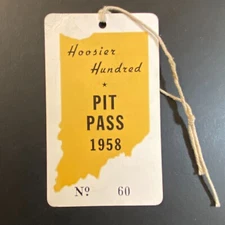 Hoosier
Hundred
★
PIT
PASS
1958
Nº 60